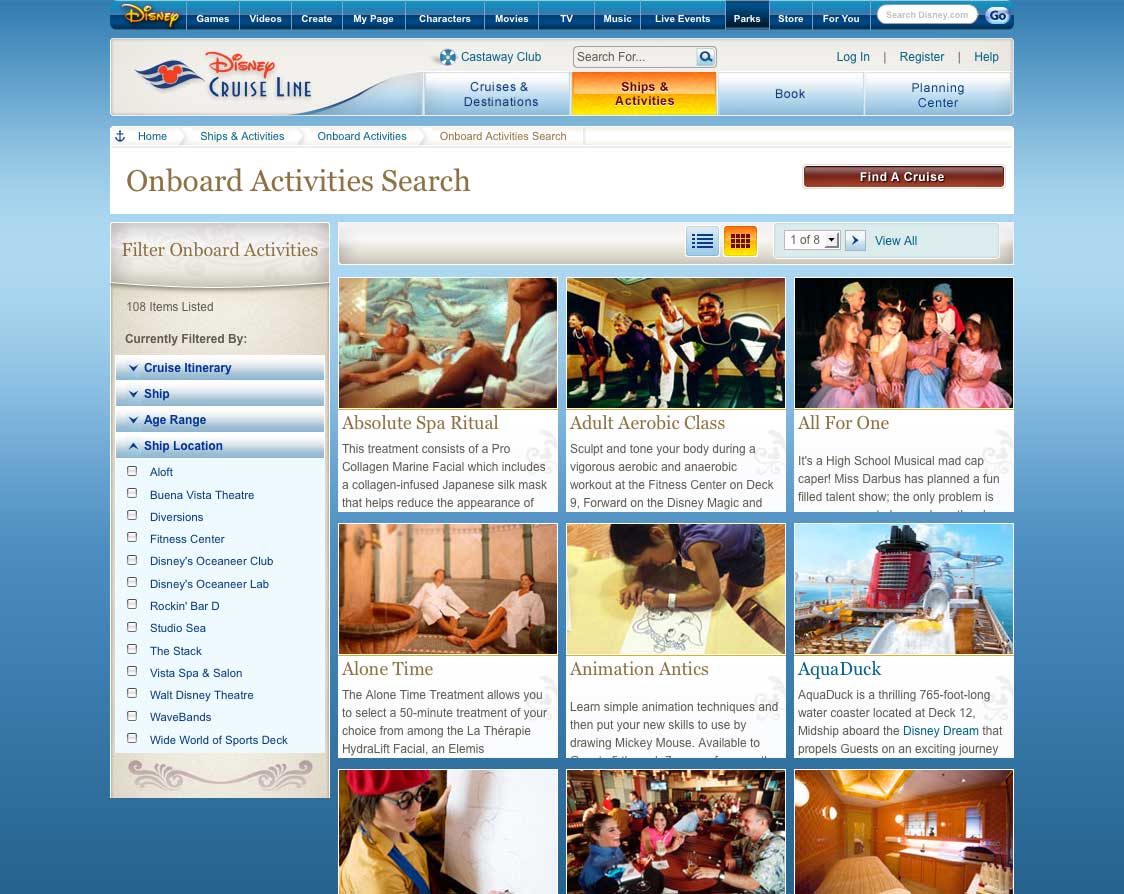 Disney
Games
Videos
Create
My Page
Characters
Movies
TV
Music
Live Events
Parks
Store
For You
Search Disney.com
Go
Disney
CRUISE LINE
Castaway Club
Search For...
Log In | Register | Help
Cruises &
Destinations
Ships &
Activities
Book
Planning
Center
Home
Ships & Activities
Onboard Activities
Onboard Activities Search
Onboard Activities Search
Find A Cruise
Filter Onboard Activities
108 Items Listed
Currently Filtered By:
Cruise Itinerary
Ship
Age Range
Ship Location
Aloft
Buena Vista Theatre
Diversions
Fitness Center
Disney's Oceaneer Club
Disney's Oceaneer Lab
Rockin' Bar D
Studio Sea
The Stack
Vista Spa & Salon
Walt Disney Theatre
WaveBands
Wide World of Sports Deck
1 of 8
View All
Absolute Spa Ritual
This treatment consists of a Pro
Collagen Marine Facial which includes
a collagen-infused Japanese silk mask
that helps reduce the appearance of
Adult Aerobic Class
Sculpt and tone your body during a
vigorous aerobic and anaerobic
workout at the Fitness Center on Deck
9, Forward on the Disney Magic and
All For One
It's a High School Musical mad cap
caper! Miss Darbus has planned a fun
filled talent show; the only problem is
Alone Time
The Alone Time Treatment allows you
to select a 50-minute treatment of your
choice from among the La Thérapie
HydraLift Facial, an Elemis
Animation Antics
Learn simple animation techniques and
then put your new skills to use by
drawing Mickey Mouse. Available to
AquaDuck
AquaDuck is a thrilling 765-foot-long
water coaster located at Deck 12,
Midship aboard the Disney Dream that
propels Guests on an exciting journey